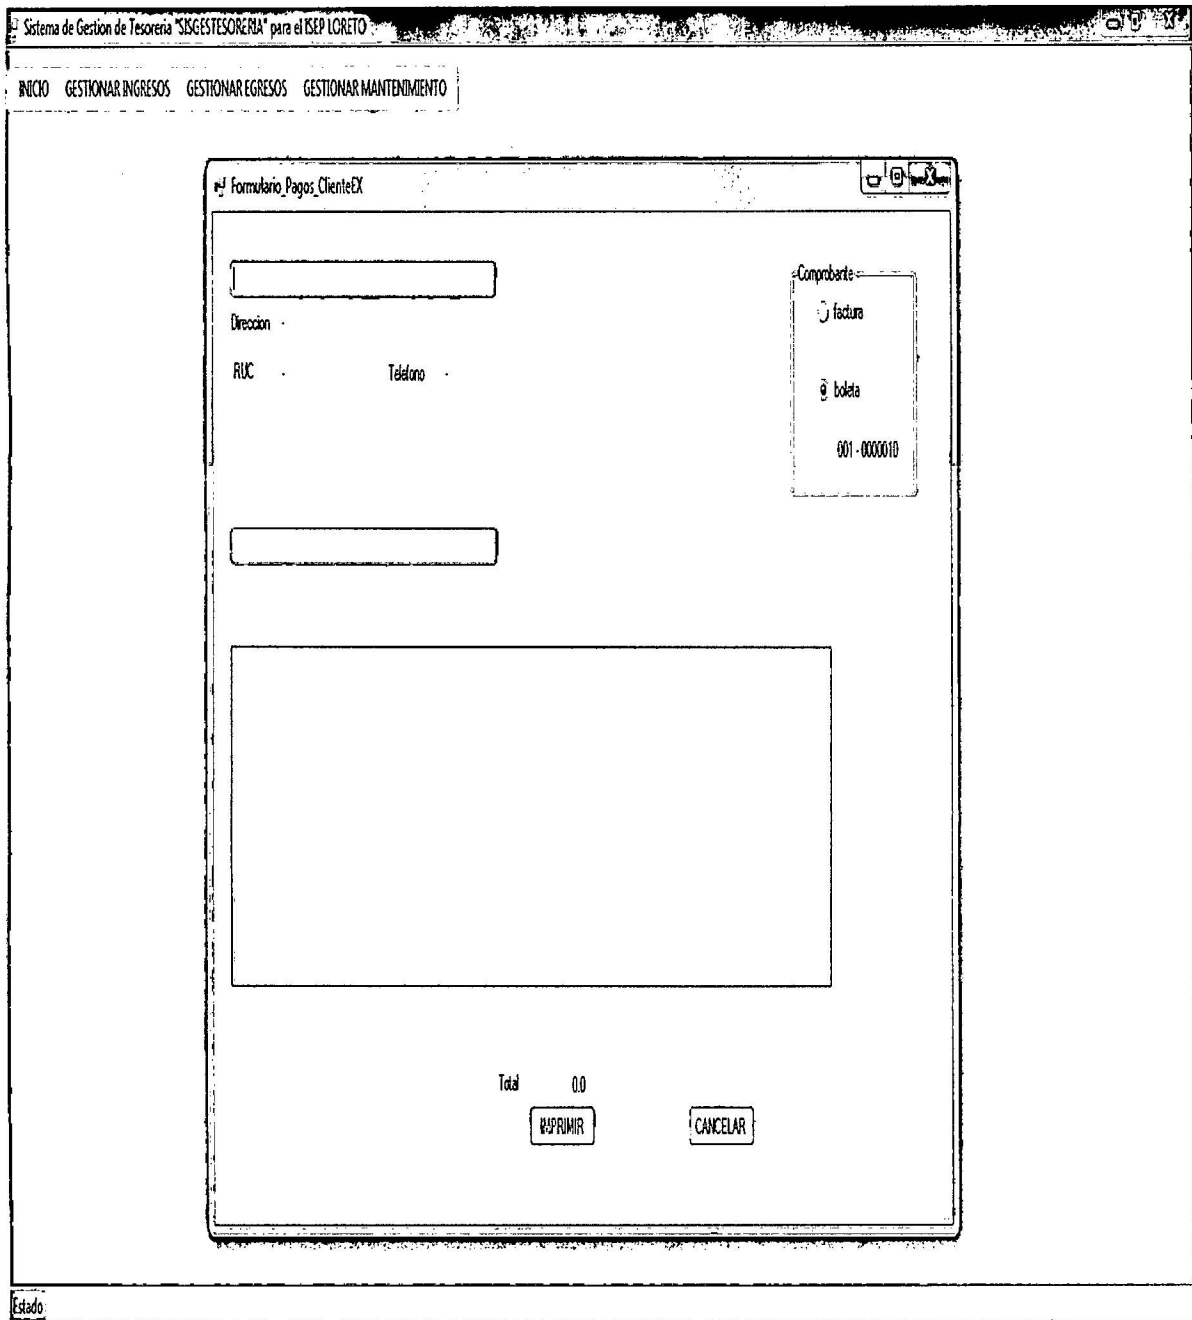 Sistema de Gestion de Tesoreria "SISGESTESORERIA" para el ISEP LORETO
INICIO GESTIONAR INGRESOS GESTIONAR EGRESOS GESTIONAR MANTENIMIENTO
Formulario_Pagos_ClienteEX
Comprobante
factura
Direccion -
RUC - Telefono -
boleta
001 - 0000010
Total 0.0
IMPRIMIR CANCELAR
Estado